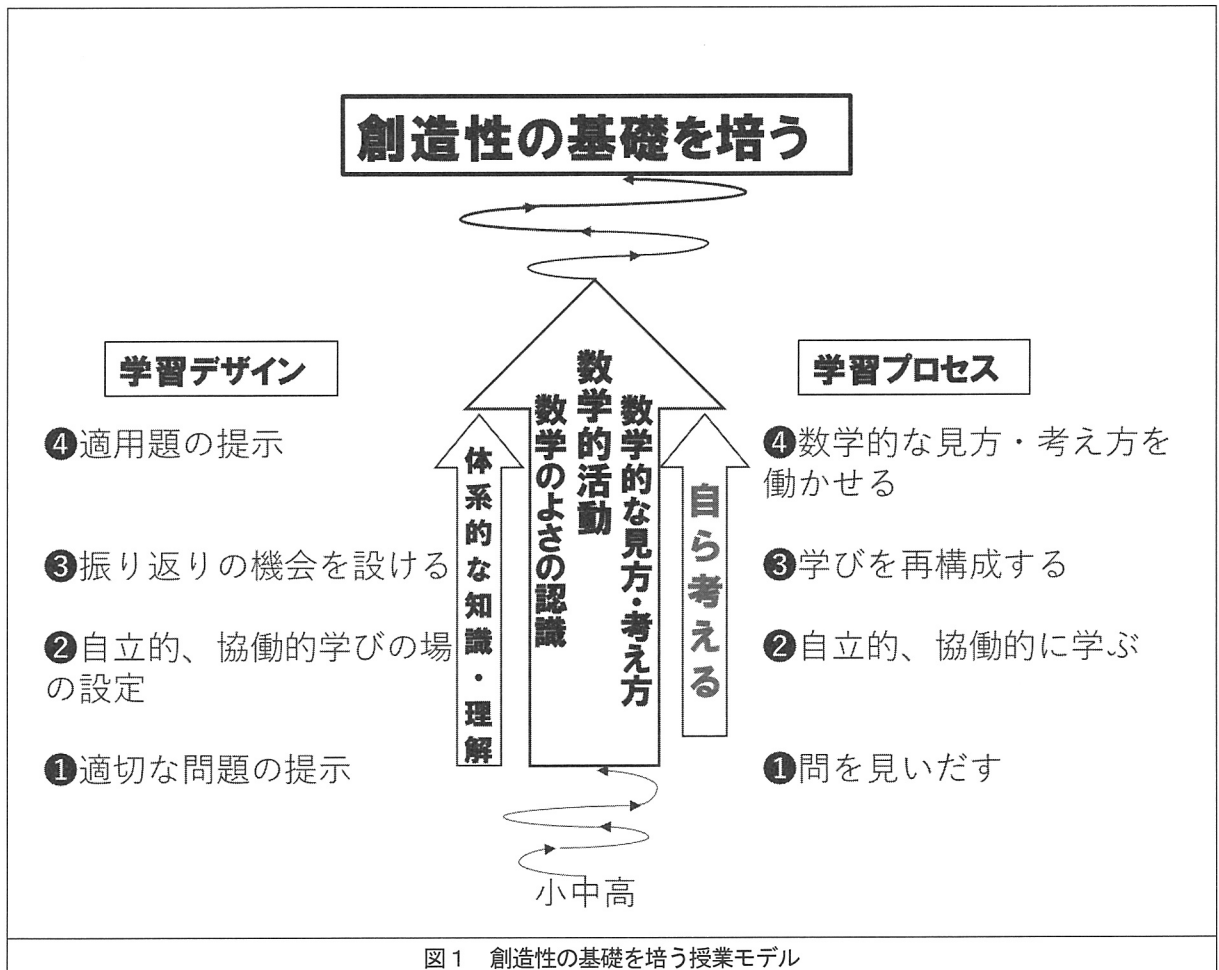 創造性の基礎を培う
学習デザイン
❹適用題の提示
❸振り返りの機会を設ける
❷自立的、協働的学びの場
の設定
❶適切な問題の提示
体系的な知識・理解
数学のよさの認識
数学的活動
数学的な見方・考え方
自ら考える
学習プロセス
❹数学的な見方・考え方を
働かせる
❸学びを再構成する
❷自立的、協働的に学ぶ
❶問を見いだす
小中高
図1 創造性の基礎を培う授業モデル